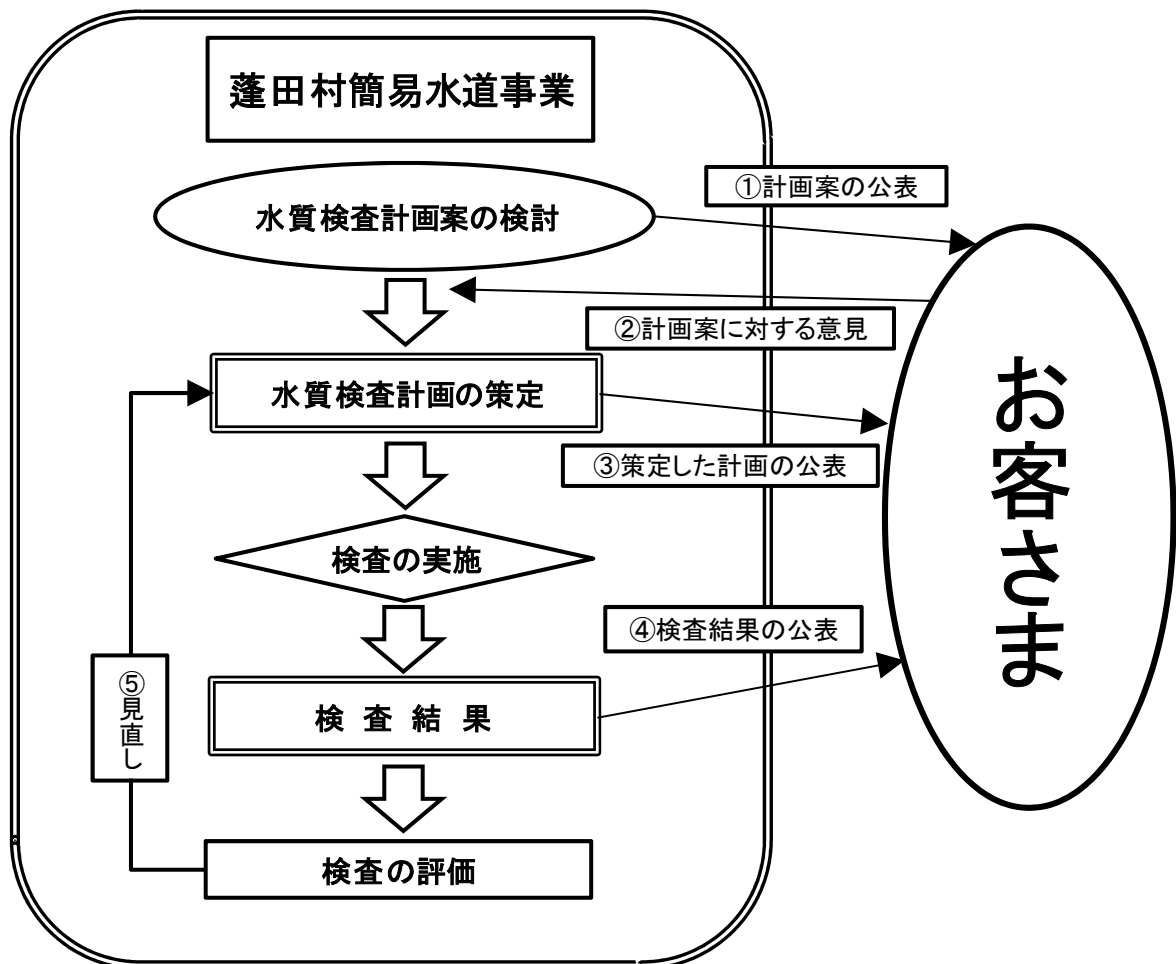 蓬田村簡易水道事業
①計画案の公表
水質検査計画案の検討
②計画案に対する意見
水質検査計画の策定
③策定した計画の公表
お客さま
検査の実施
④検査結果の公表
⑤見直し
検査結果
検査の評価